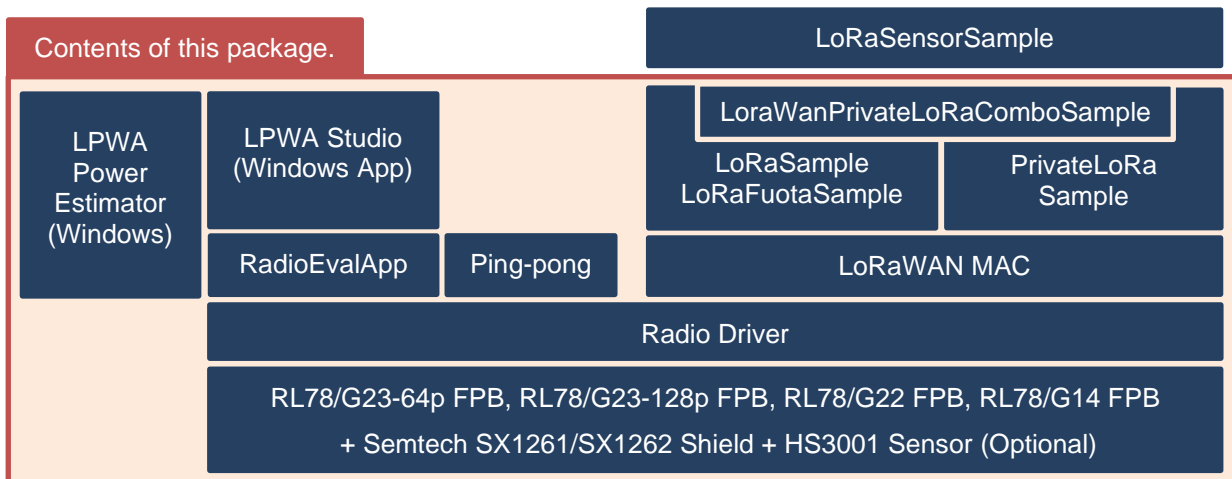 Contents of this package.
LoRaSensorSample
LPWA
Power
Estimator
(Windows)
LPWA Studio
(Windows App)
LoraWanPrivateLoRaComboSample
LoRaSample
LoRaFuotaSample
PrivateLoRa
Sample
RadioEvalApp
Ping-pong
LoRaWAN MAC
Radio Driver
RL78/G23-64p FPB, RL78/G23-128p FPB, RL78/G22 FPB, RL78/G14 FPB
+ Semtech SX1261/SX1262 Shield + HS3001 Sensor (Optional)